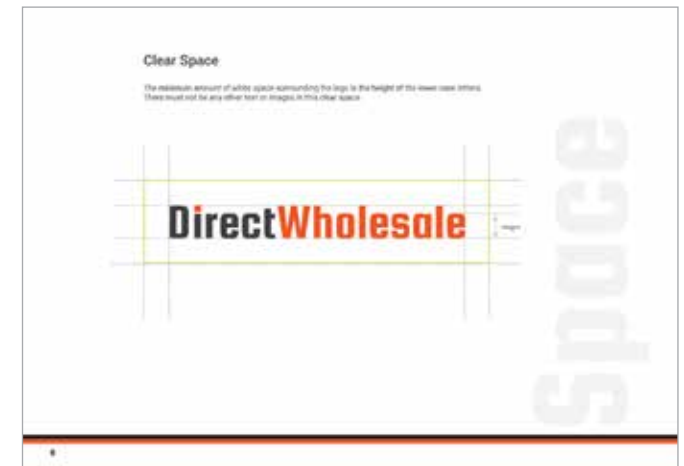 Clear Space
The minimum amount of white space surrounding the logo is the height of the lower case letters.
There must not be any other text or images in this clear space.
DirectWholesale
Space